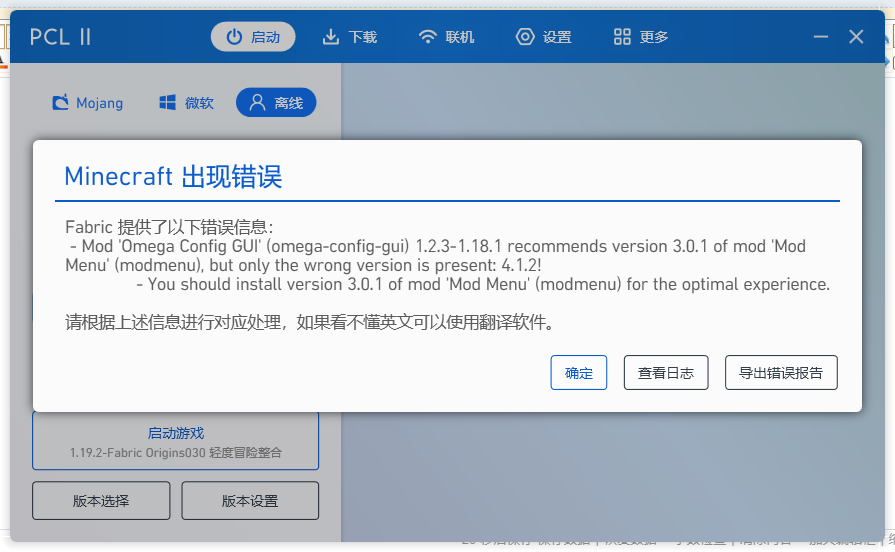 PCL II
启动
下载
联机
设置
更多
Mojang
微软
离线
Minecraft 出现错误
Fabric 提供了以下错误信息：
- Mod 'Omega Config GUI' (omega-config-gui) 1.2.3-1.18.1 recommends version 3.0.1 of mod 'Mod
Menu' (modmenu), but only the wrong version is present: 4.1.2!
- You should install version 3.0.1 of mod 'Mod Menu' (modmenu) for the optimal experience.
请根据上述信息进行对应处理，如果看不懂英文可以使用翻译软件。
确定
查看日志
导出错误报告
启动游戏
1.19.2-Fabric Origins030 轻度冒险整合
版本选择
版本设置